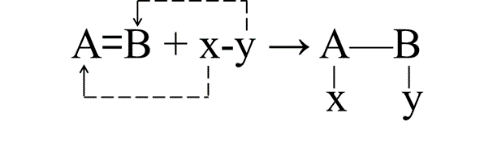 A=B + x-y → A—B
x y